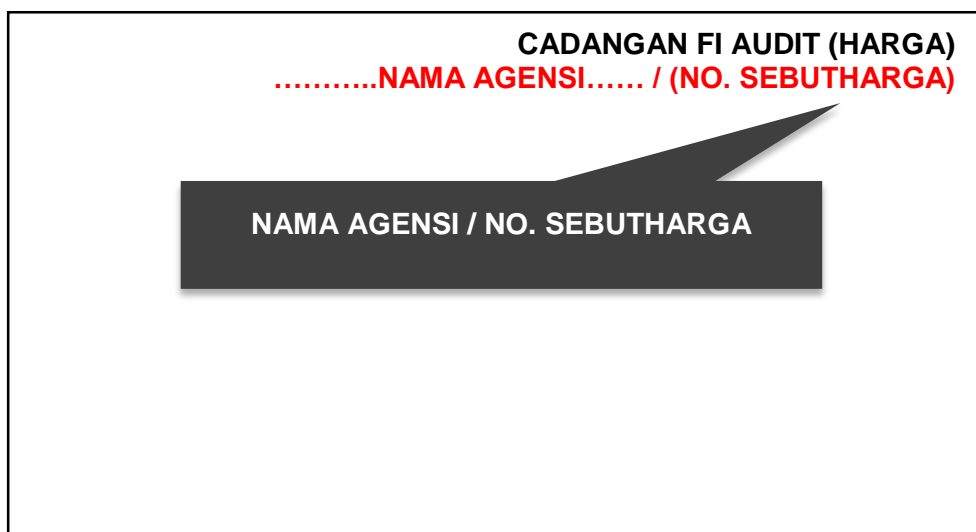 CADANGAN FI AUDIT (HARGA)
………..NAMA AGENSI…… / (NO. SEBUTHARGA)
NAMA AGENSI / NO. SEBUTHARGA